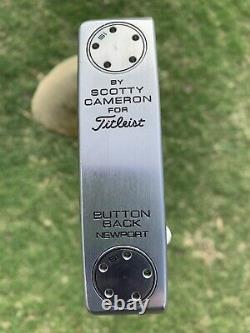 BY
SCOTTY
CAMERON
FOR
Titleist
BUTTON
BACK
NEWPORT